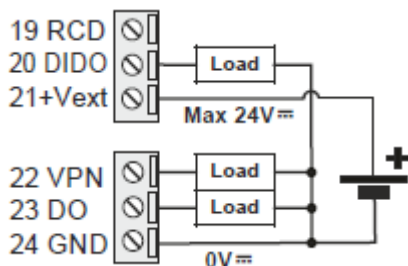 19 RCD
20 DIDO
Load
21+Vext
Max 24V⎓
+
22 VPN
Load
23 DO
Load
24 GND
0V⎓